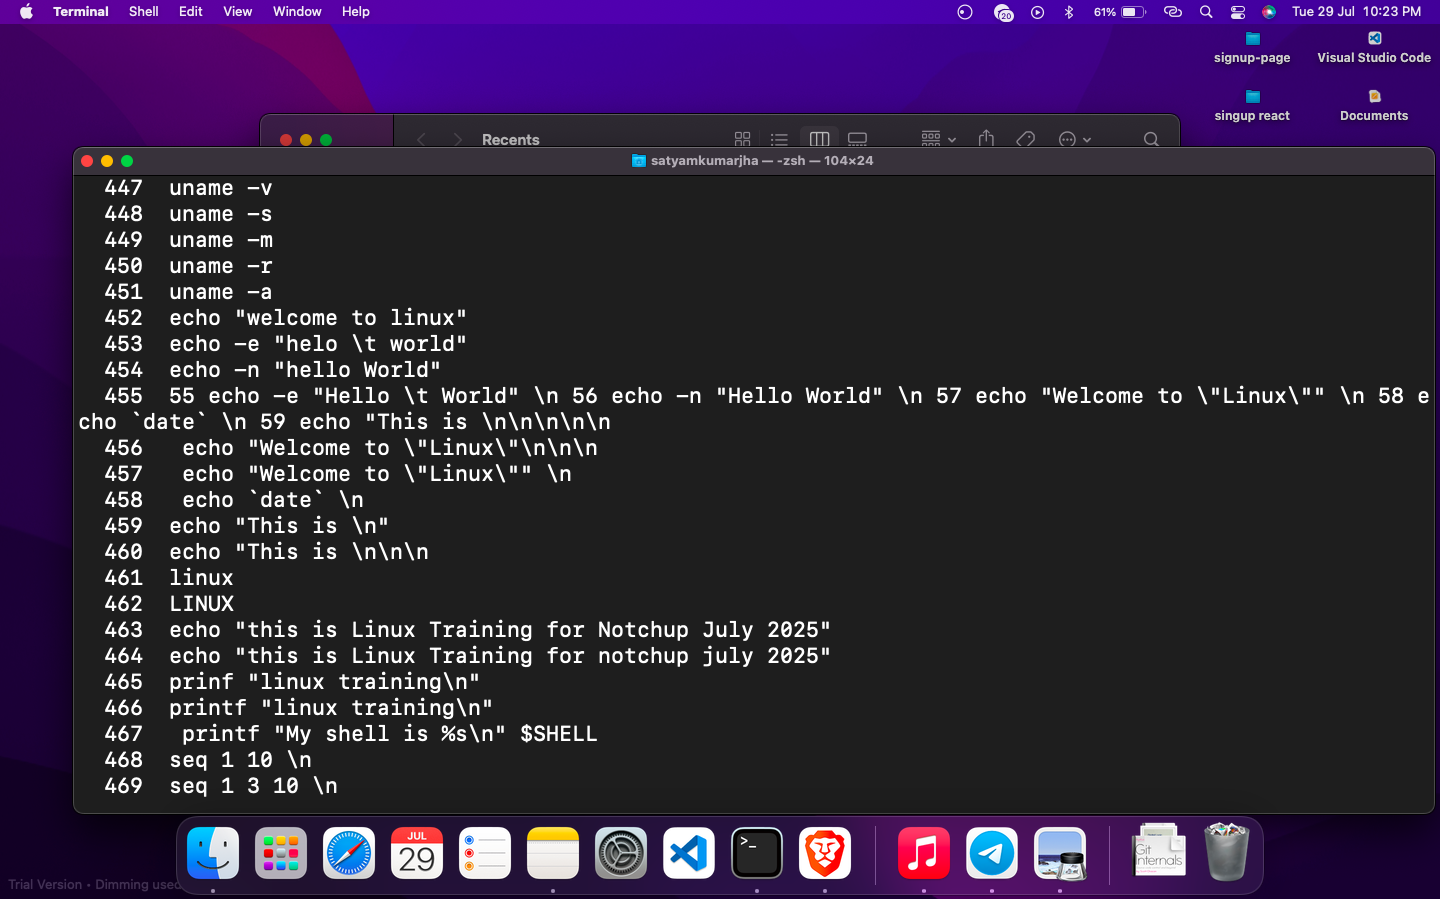 Terminal Shell Edit View Window Help 20 61% Tue 29 Jul 10:23 PM
signup-page Visual Studio Code
singup react Documents
Recents
satyamkumarjha — -zsh — 104×24
447 uname -v
448 uname -s
449 uname -m
450 uname -r
451 uname -a
452 echo "welcome to linux"
453 echo -e "helo \t world"
454 echo -n "hello World"
455 55 echo -e "Hello \t World" \n 56 echo -n "Hello World" \n 57 echo "Welcome to \"Linux\"" \n 58 e
cho `date` \n 59 echo "This is \n\n\n\n\n
456 echo "Welcome to \"Linux\"\n\n\n
457 echo "Welcome to \"Linux\"" \n
458 echo `date` \n
459 echo "This is \n"
460 echo "This is \n\n\n
461 linux
462 LINUX
463 echo "this is Linux Training for Notchup July 2025"
464 echo "this is Linux Training for notchup july 2025"
465 prinf "linux training\n"
466 printf "linux training\n"
467 printf "My shell is %s\n" $SHELL
468 seq 1 10 \n
469 seq 1 3 10 \n
JUL
29
>_
Git
Internals
Trial Version • Dimming used